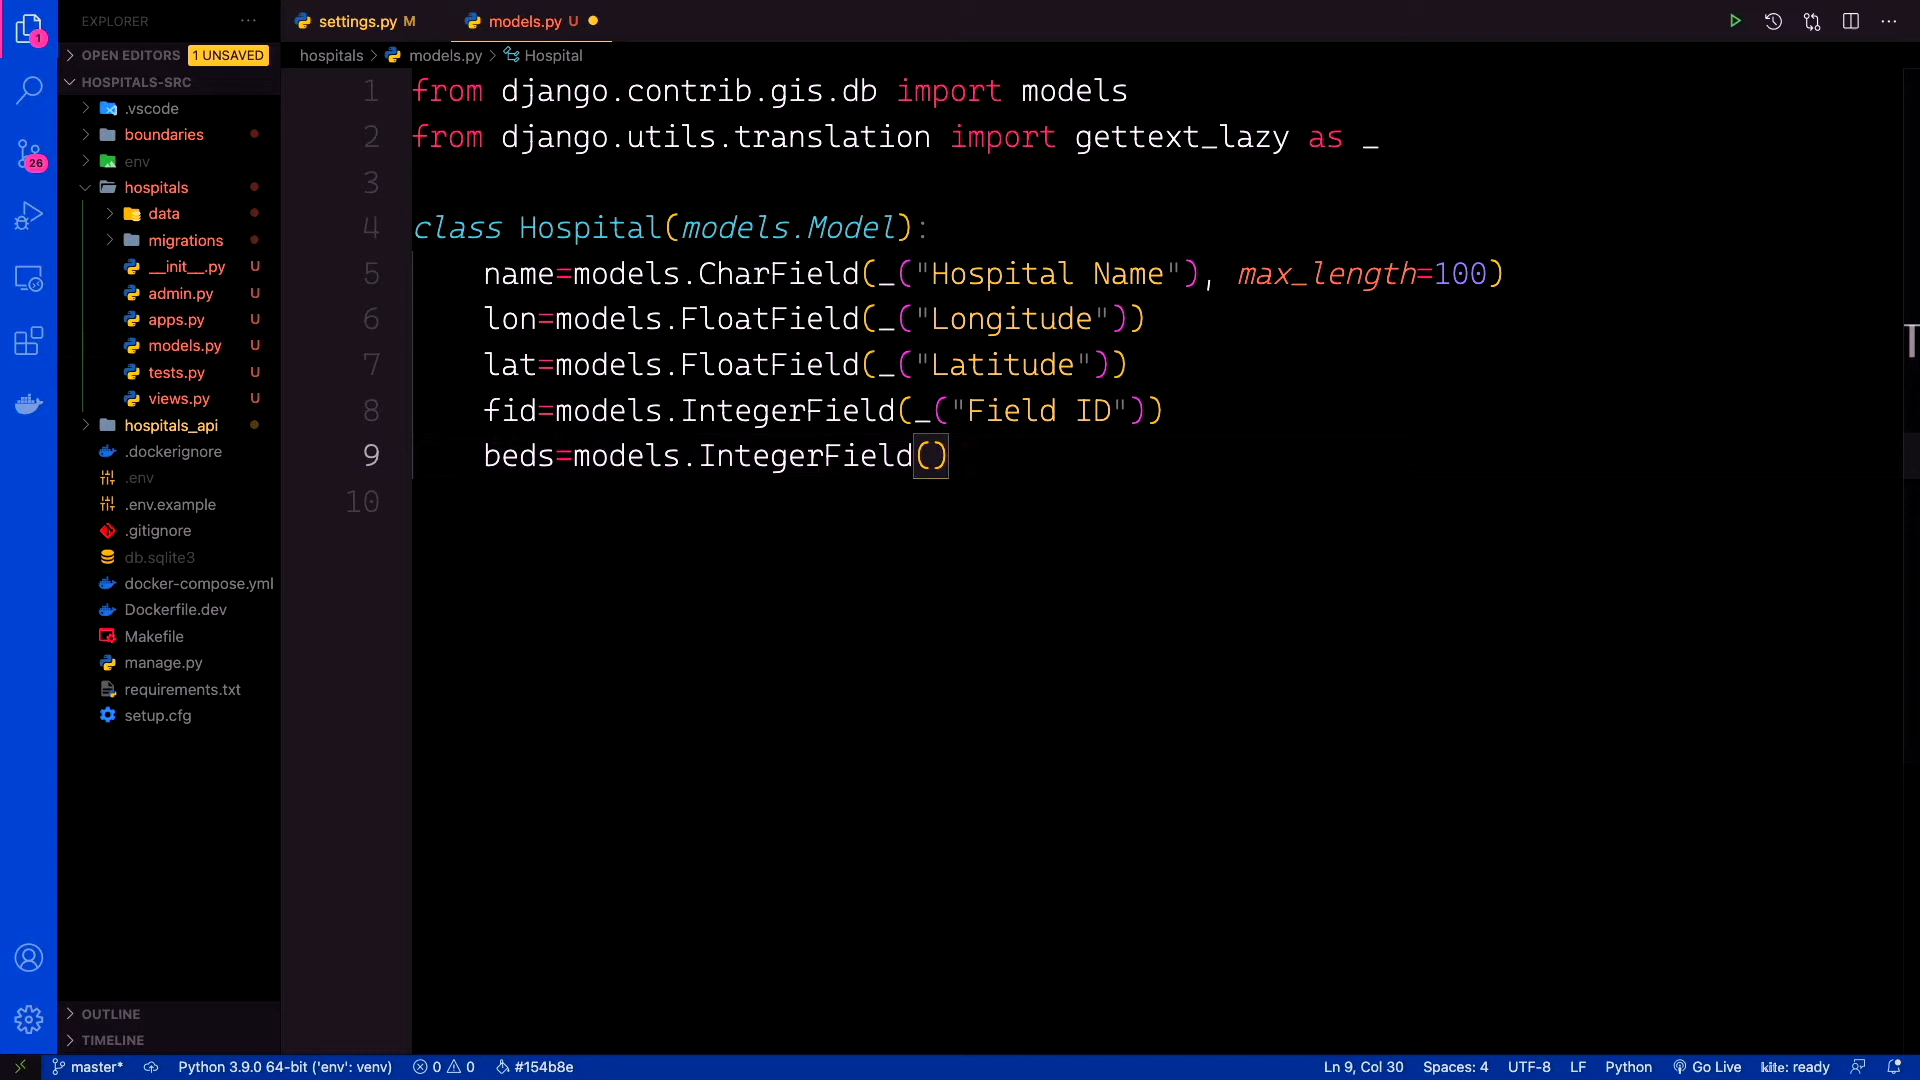 EXPLORER
···
settings.py M
models.py U
OPEN EDITORS 1 UNSAVED
hospitals > models.py > Hospital
HOSPITALS-SRC
.vscode
boundaries
env
hospitals
data
migrations
__init__.py U
admin.py U
apps.py U
models.py U
tests.py U
views.py U
hospitals_api
.dockerignore
.env
.env.example
.gitignore
db.sqlite3
docker-compose.yml
Dockerfile.dev
Makefile
manage.py
requirements.txt
setup.cfg
OUTLINE
TIMELINE
1
26
1 from django.contrib.gis.db import models
2 from django.utils.translation import gettext_lazy as _
3
4 class Hospital(models.Model):
5 name=models.CharField(_("Hospital Name"), max_length=100)
6 lon=models.FloatField(_("Longitude"))
7 lat=models.FloatField(_("Latitude"))
8 fid=models.IntegerField(_("Field ID"))
9 beds=models.IntegerField()
10
T
master* Python 3.9.0 64-bit ('env': venv) 0 0 #154b8e Ln 9, Col 30 Spaces: 4 UTF-8 LF Python Go Live kite: ready